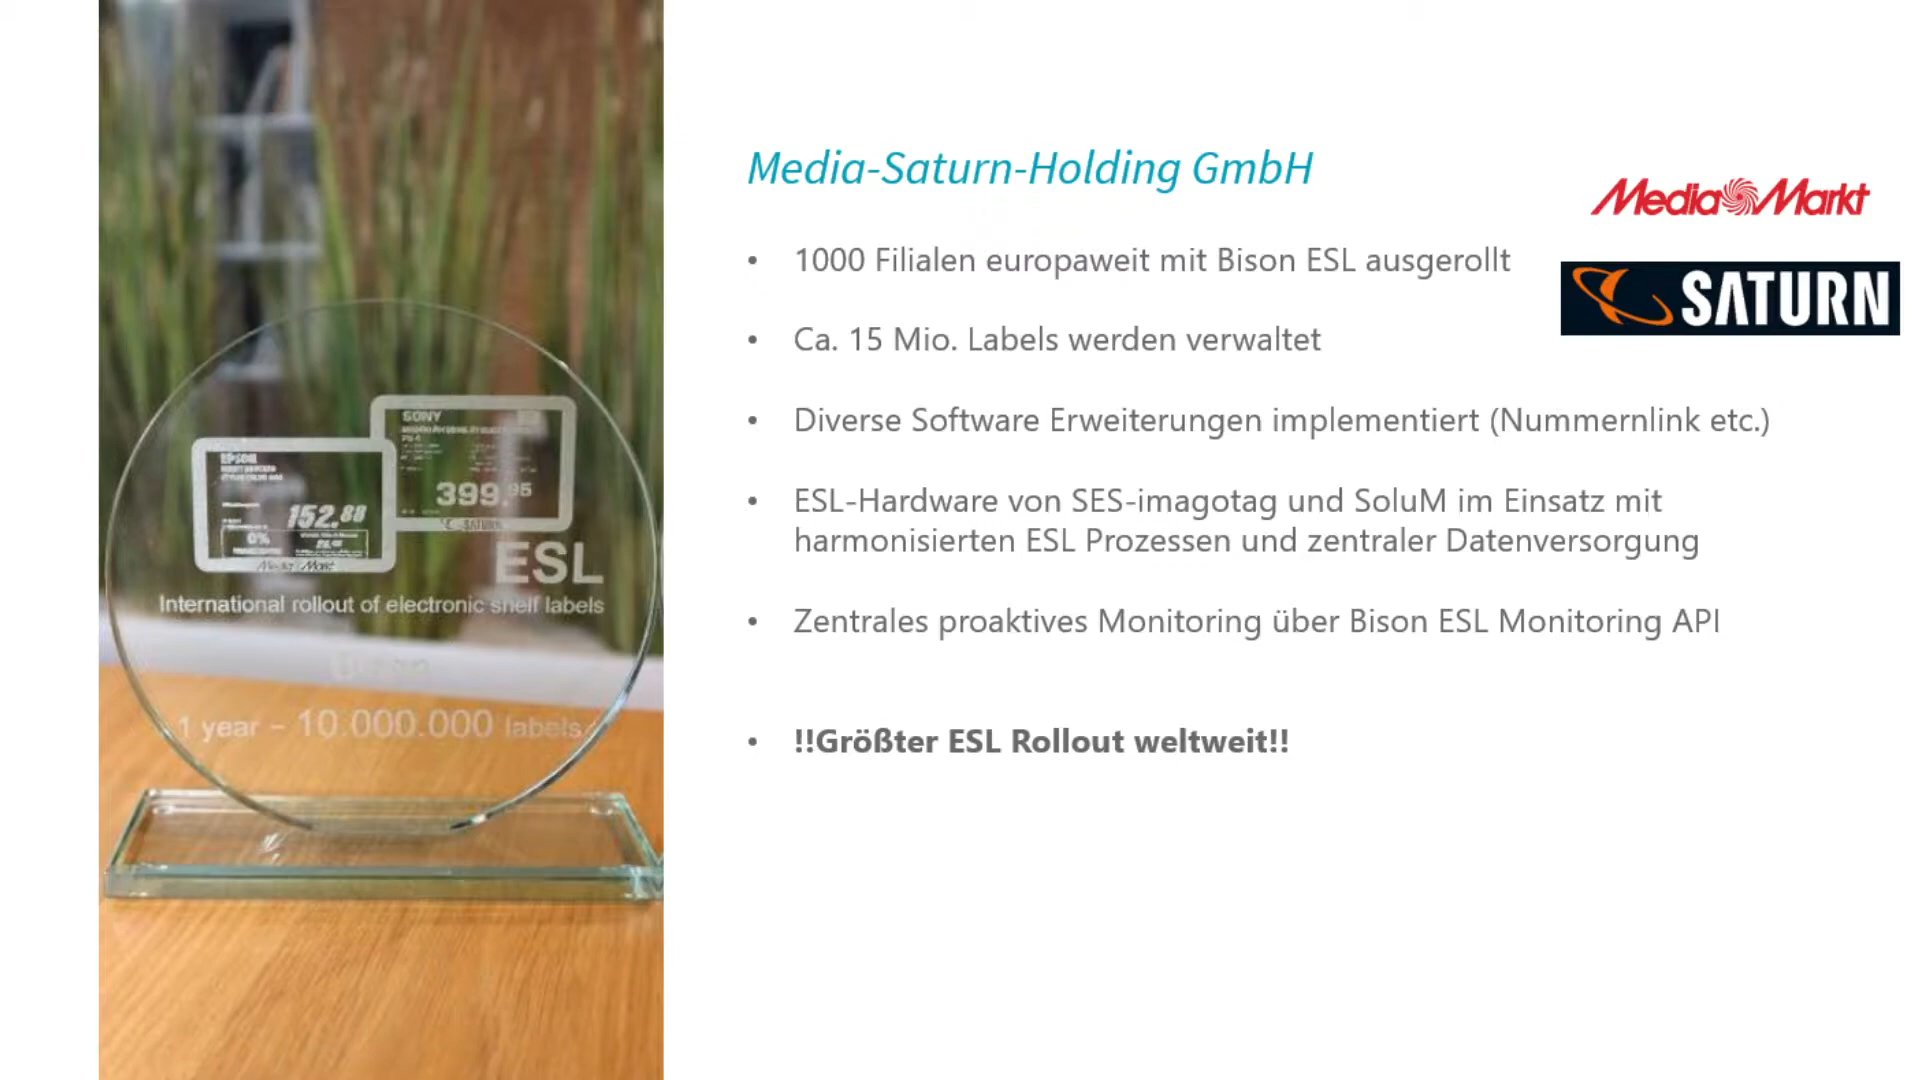 Media-Saturn-Holding GmbH
MediaMarkt
• 1000 Filialen europaweit mit Bison ESL ausgerollt
SATURN
• Ca. 15 Mio. Labels werden verwaltet
• Diverse Software Erweiterungen implementiert (Nummernlink etc.)
• ESL-Hardware von SES-imagotag und SoluM im Einsatz mit
harmonisierten ESL Prozessen und zentraler Datenversorgung
• Zentrales proaktives Monitoring über Bison ESL Monitoring API
• !!Größter ESL Rollout weltweit!!
SONY
399.95
SATURN
EPSON
152.88
0%
Media Markt
ESL
International rollout of electronic shelf labels
1 year – 10.000.000 labels